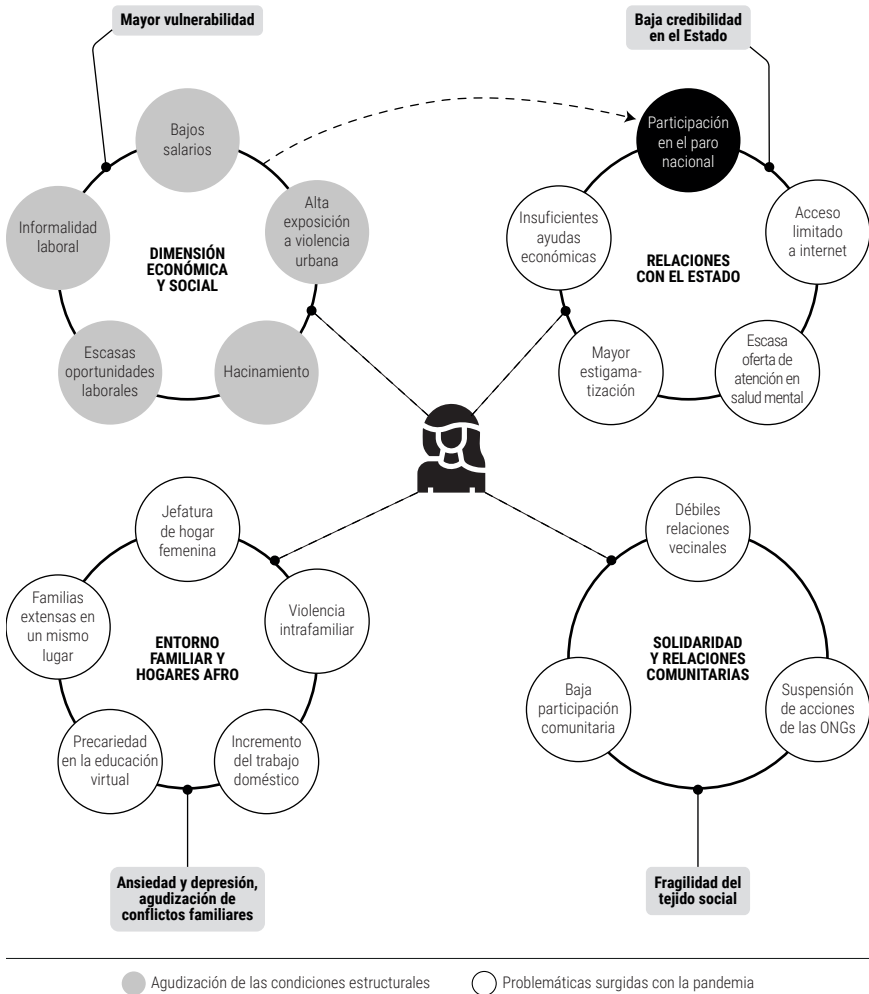 Mayor vulnerabilidad
Baja credibilidad
en el Estado
Bajos
salarios
Informalidad
laboral
Alta
exposición
a violencia
urbana
DIMENSIÓN
ECONÓMICA
Y SOCIAL
Escasas
oportunidades
laborales
Hacinamiento
Participación
en el paro
nacional
Insuficientes
ayudas
económicas
Acceso
limitado
a internet
RELACIONES
CON EL ESTADO
Mayor
estigama-
tización
Escasa
oferta de
atención en
salud mental
Jefatura
de hogar
femenina
Familias
extensas en
un mismo
lugar
Violencia
intrafamiliar
ENTORNO
FAMILIAR Y
HOGARES AFRO
Precariedad
en la educación
virtual
Incremento
del trabajo
doméstico
Ansiedad y depresión,
agudización de
conflictos familiares
Débiles
relaciones
vecinales
SOLIDARIDAD
Y RELACIONES
COMUNITARIAS
Baja
participación
comunitaria
Suspensión
de acciones
de las ONGs
Fragilidad del
tejido social
Agudización de las condiciones estructurales
Problemáticas surgidas con la pandemia